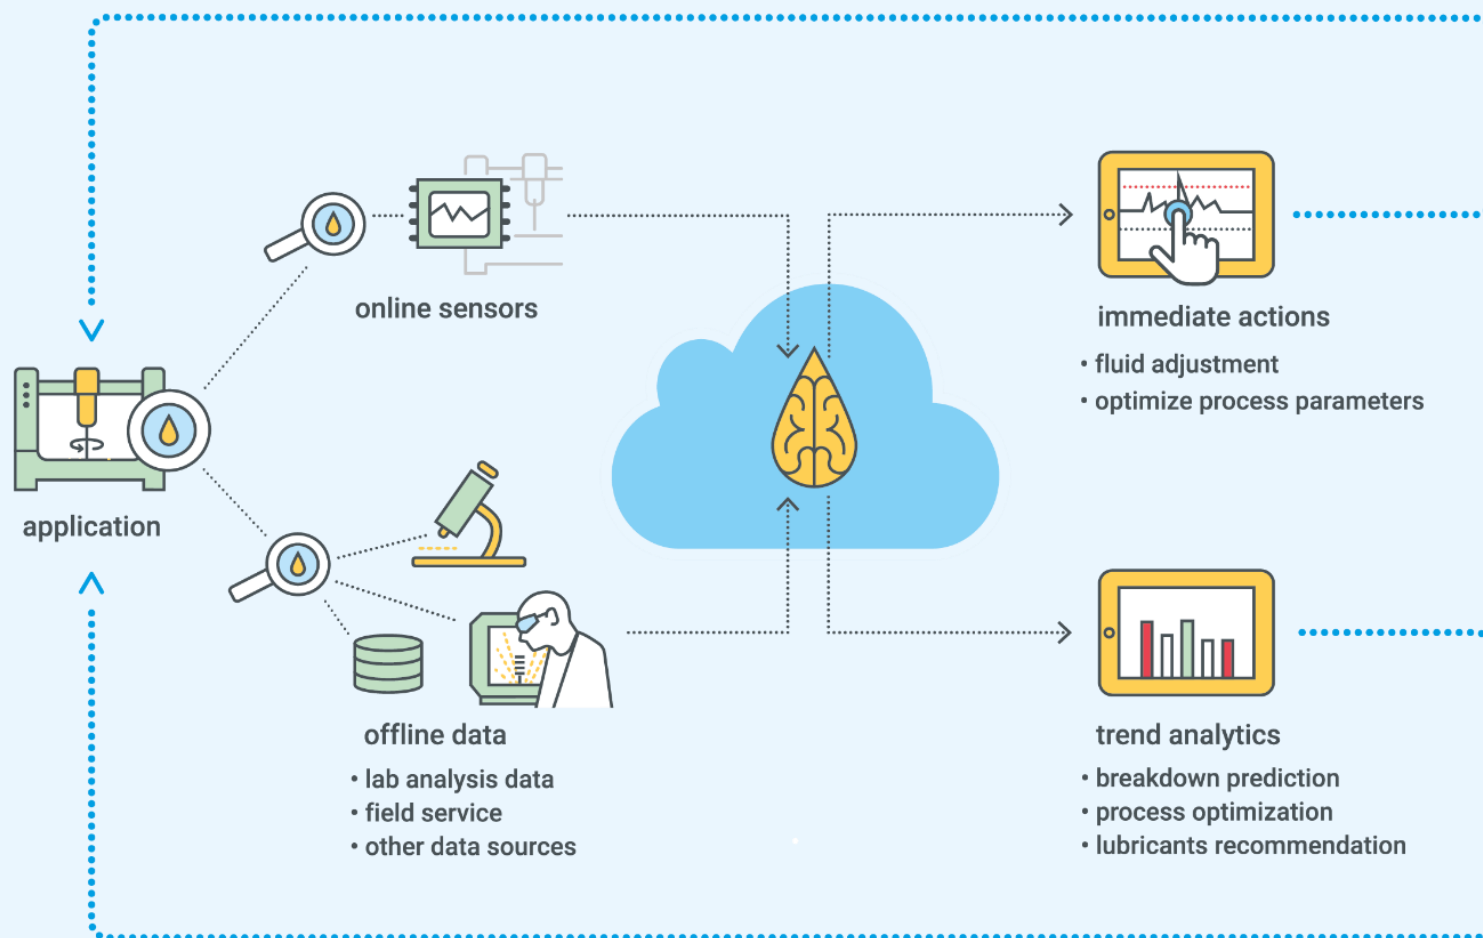 online sensors
immediate actions
• fluid adjustment
• optimize process parameters
application
offline data
• lab analysis data
• field service
• other data sources
trend analytics
• breakdown prediction
• process optimization
• lubricants recommendation